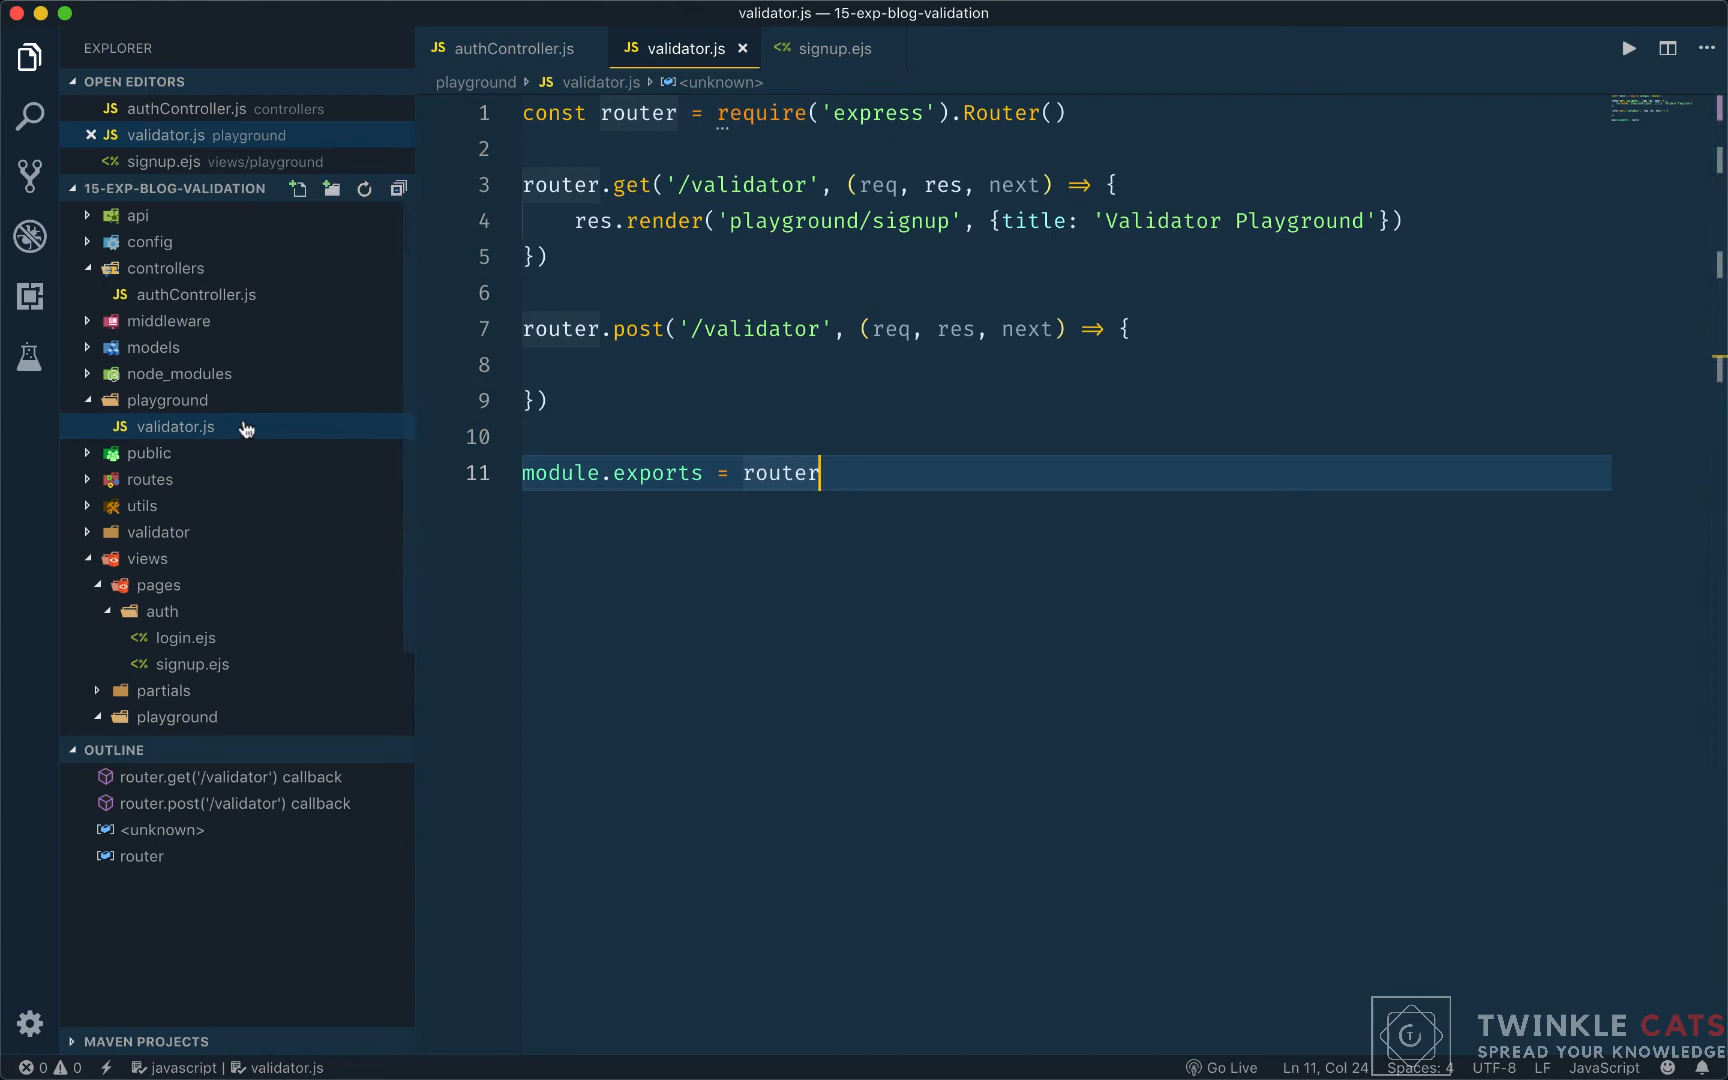 validator.js — 15-exp-blog-validation
EXPLORER
OPEN EDITORS
JS authController.js controllers
JS validator.js playground
<% signup.ejs views/playground
15-EXP-BLOG-VALIDATION
api
config
controllers
JS authController.js
middleware
models
node_modules
playground
JS validator.js
public
routes
utils
validator
views
pages
auth
<% login.ejs
<% signup.ejs
partials
playground
OUTLINE
router.get('/validator') callback
router.post('/validator') callback
<unknown>
router
MAVEN PROJECTS
JS authController.js
JS validator.js
<% signup.ejs
playground JS validator.js <unknown>
1 const router = require('express').Router()
2
3 router.get('/validator', (req, res, next) => {
4 res.render('playground/signup', {title: 'Validator Playground'})
5 })
6
7 router.post('/validator', (req, res, next) => {
8
9 })
10
11 module.exports = router
TWINKLE CATS
SPREAD YOUR KNOWLEDGE
0 0 javascript | validator.js Go Live Ln 11, Col 24 Spaces: 4 UTF-8 LF JavaScript